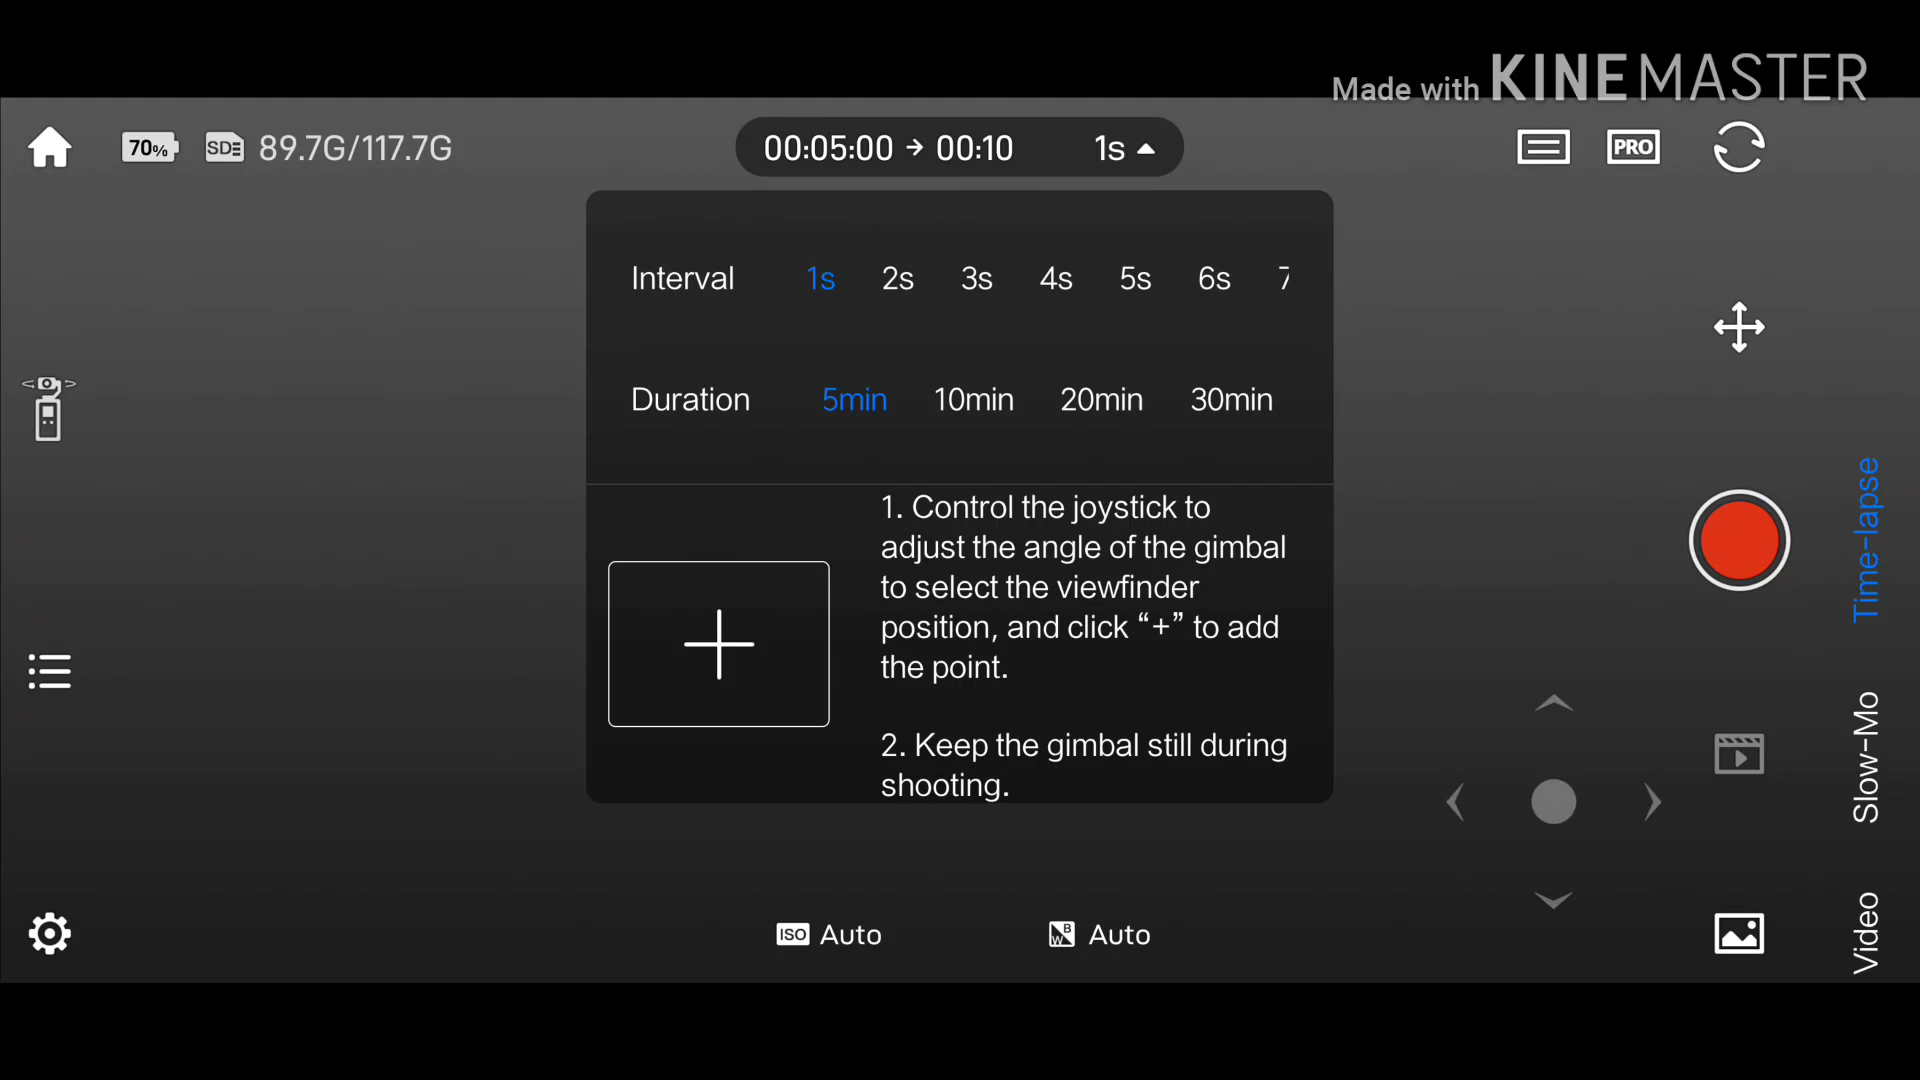 Made with KINEMASTER
70% SD 89.7G/117.7G 00:05:00 → 00:10 1s PRO
Interval 1s 2s 3s 4s 5s 6s 7
Duration 5min 10min 20min 30min
1. Control the joystick to
adjust the angle of the gimbal
to select the viewfinder
position, and click “+” to add
the point.
2. Keep the gimbal still during
shooting.
Time-lapse
Slow-Mo
Video
ISO Auto WB Auto